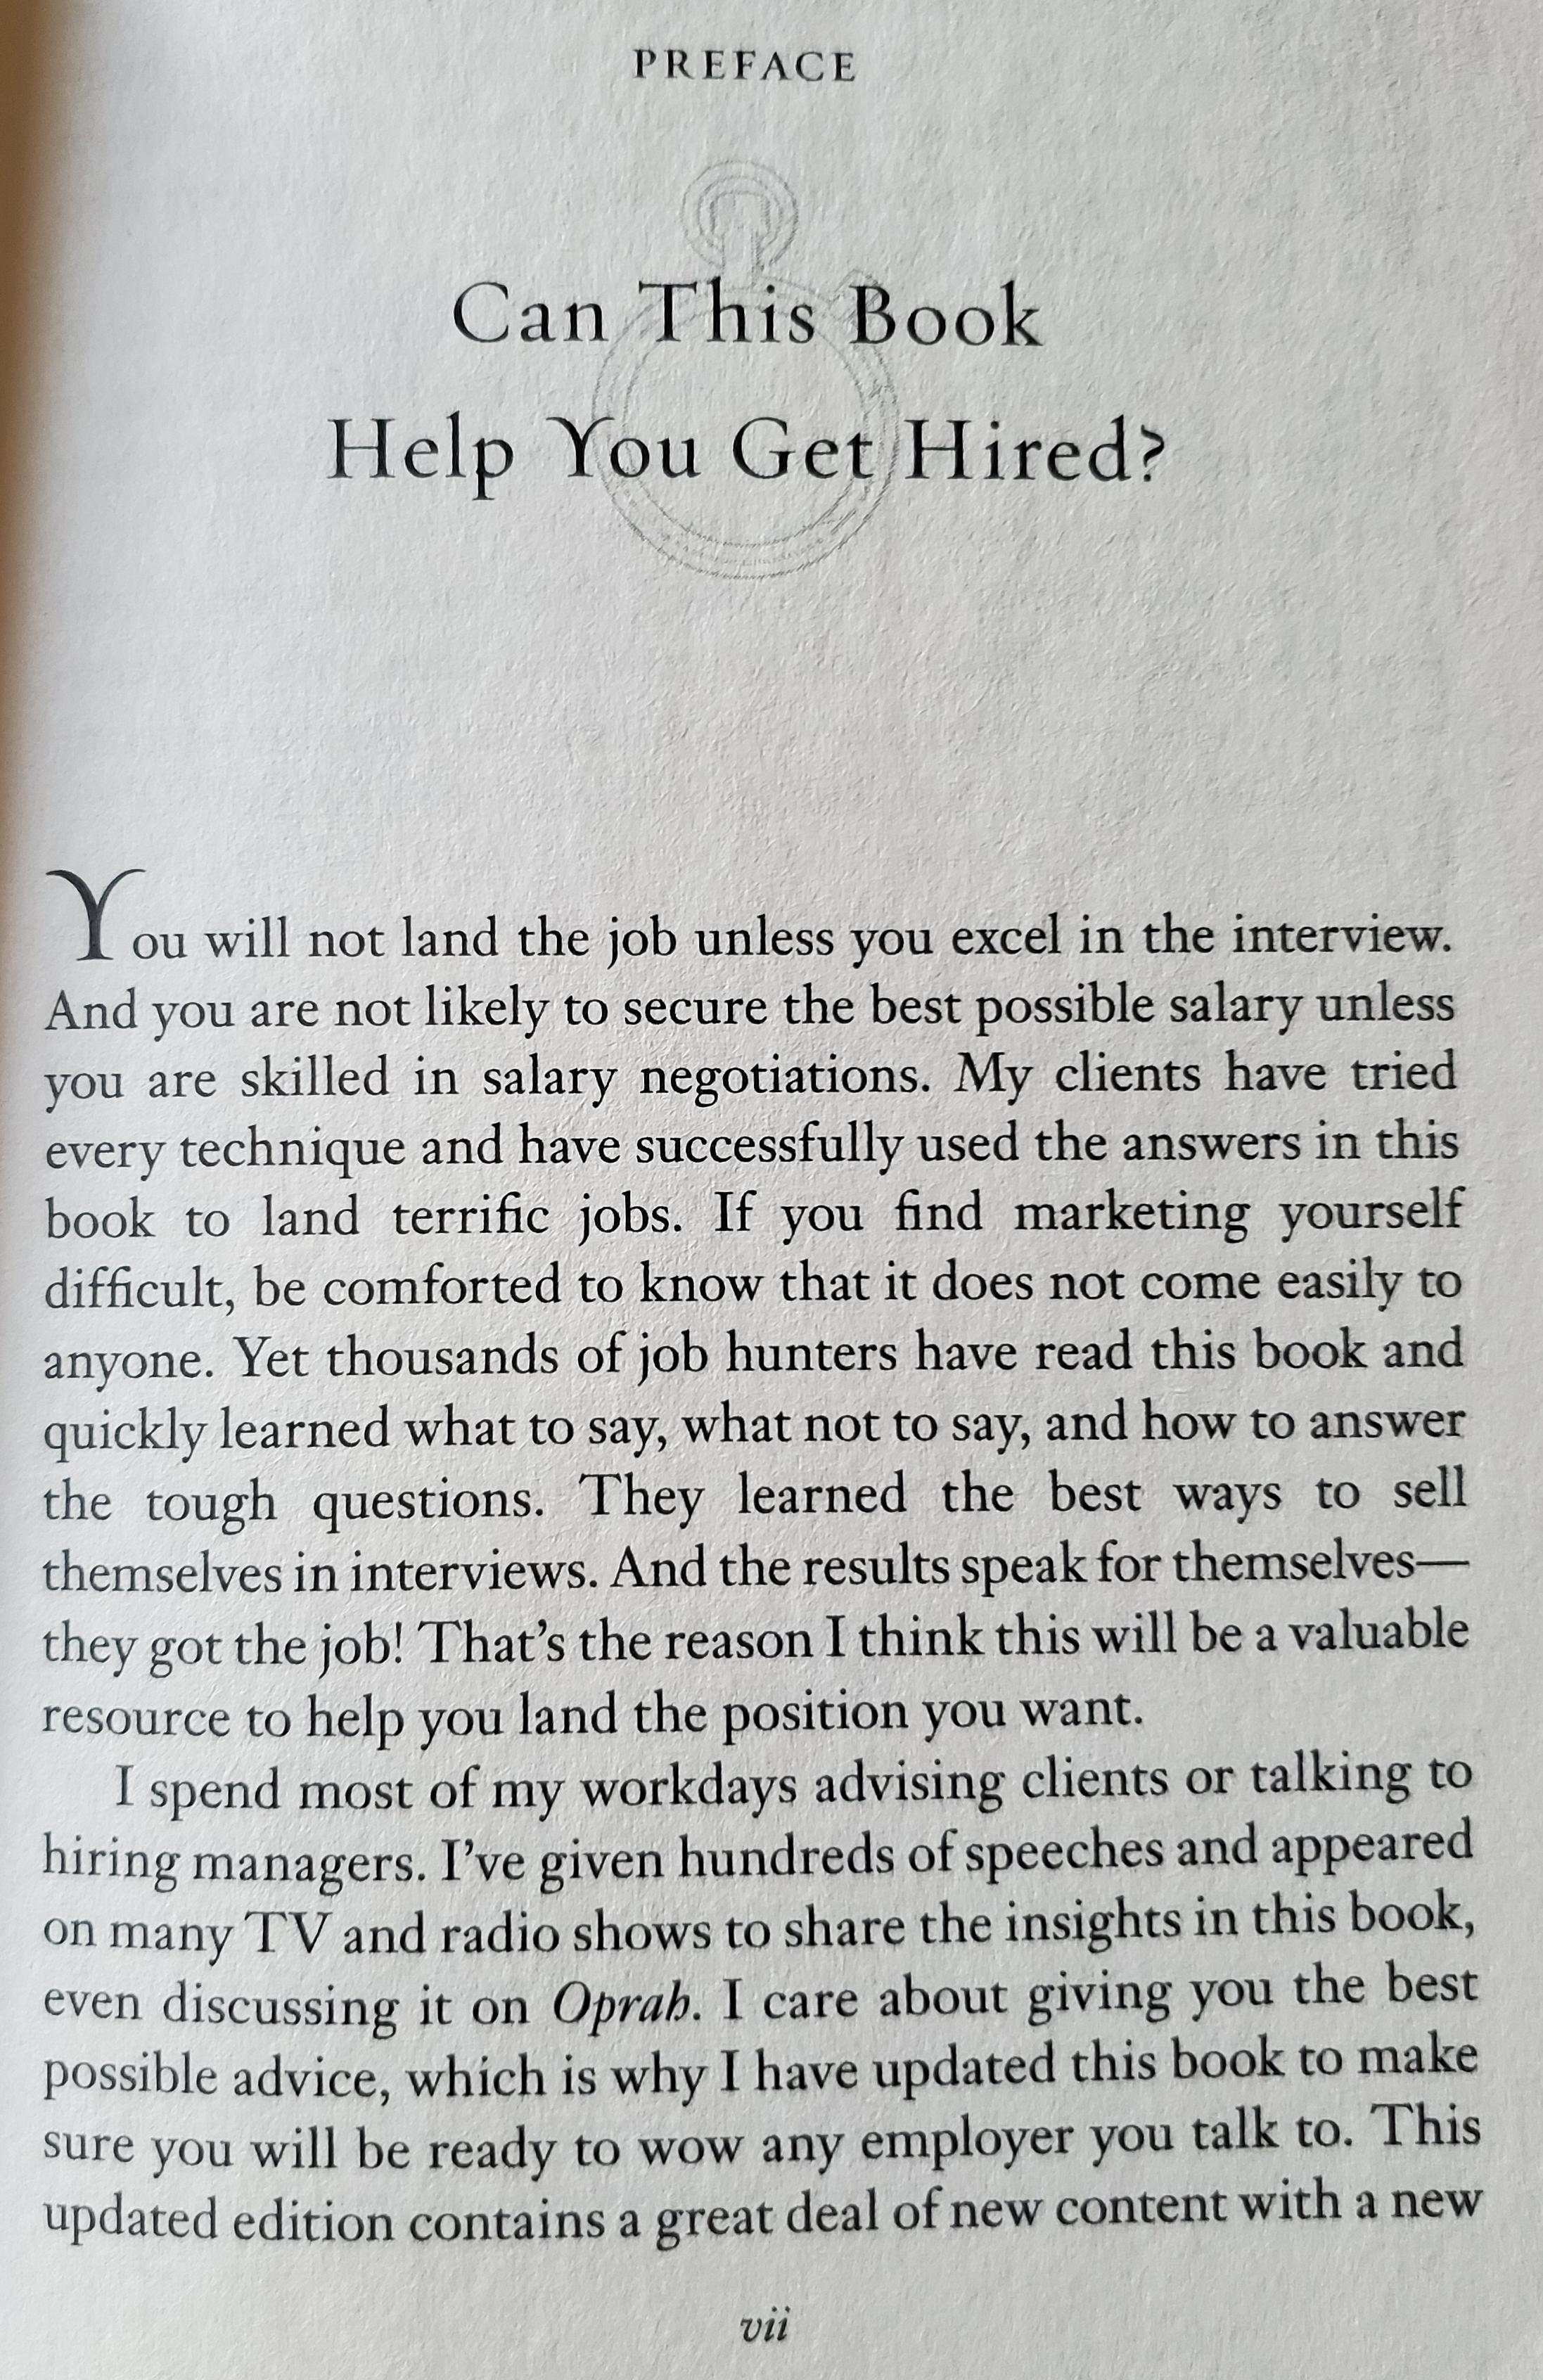 PREFACE
Can This Book
Help You Get Hired?
You will not land the job unless you excel in the interview.
And you are not likely to secure the best possible salary unless
you are skilled in salary negotiations. My clients have tried
every technique and have successfully used the answers in this
book to land terrific jobs. If you find marketing yourself
difficult, be comforted to know that it does not come easily to
anyone. Yet thousands of job hunters have read this book and
quickly learned what to say, what not to say, and how to answer
the tough questions. They learned the best ways to sell
themselves in interviews. And the results speak for themselves—
they got the job! That’s the reason I think this will be a valuable
resource to help you land the position you want.
I spend most of my workdays advising clients or talking to
hiring managers. I’ve given hundreds of speeches and appeared
on many TV and radio shows to share the insights in this book,
even discussing it on Oprah. I care about giving you the best
possible advice, which is why I have updated this book to make
sure you will be ready to wow any employer you talk to. This
updated edition contains a great deal of new content with a new
vii